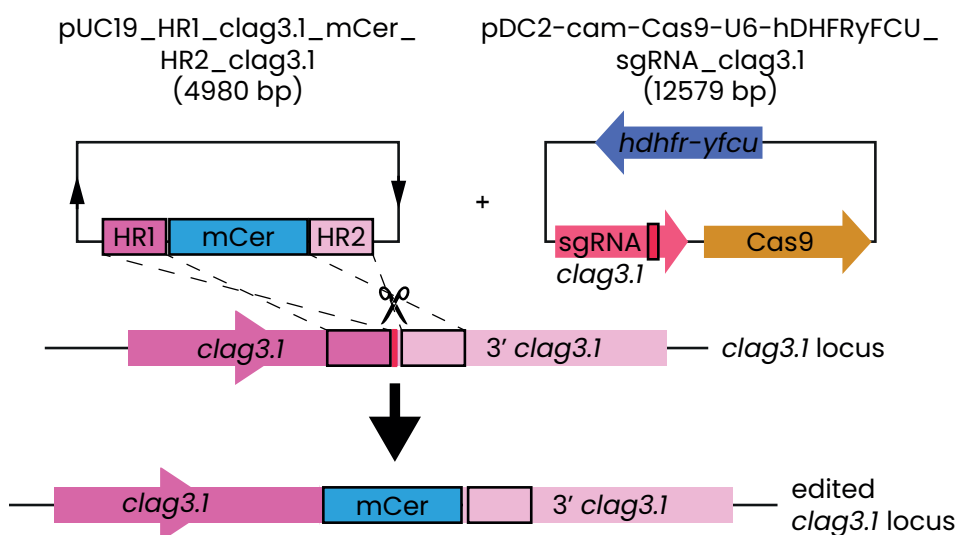 pUC19_HR1_clag3.1_mCer_
HR2_clag3.1
(4980 bp)
pDC2-cam-Cas9-U6-hDHFRyFCU_
sgRNA_clag3.1
(12579 bp)
hdhfr-yfcu
+
HR1
mCer
HR2
sgRNA
clag3.1
Cas9
clag3.1
3’ clag3.1
clag3.1 locus
clag3.1
mCer
3’ clag3.1
edited
clag3.1 locus